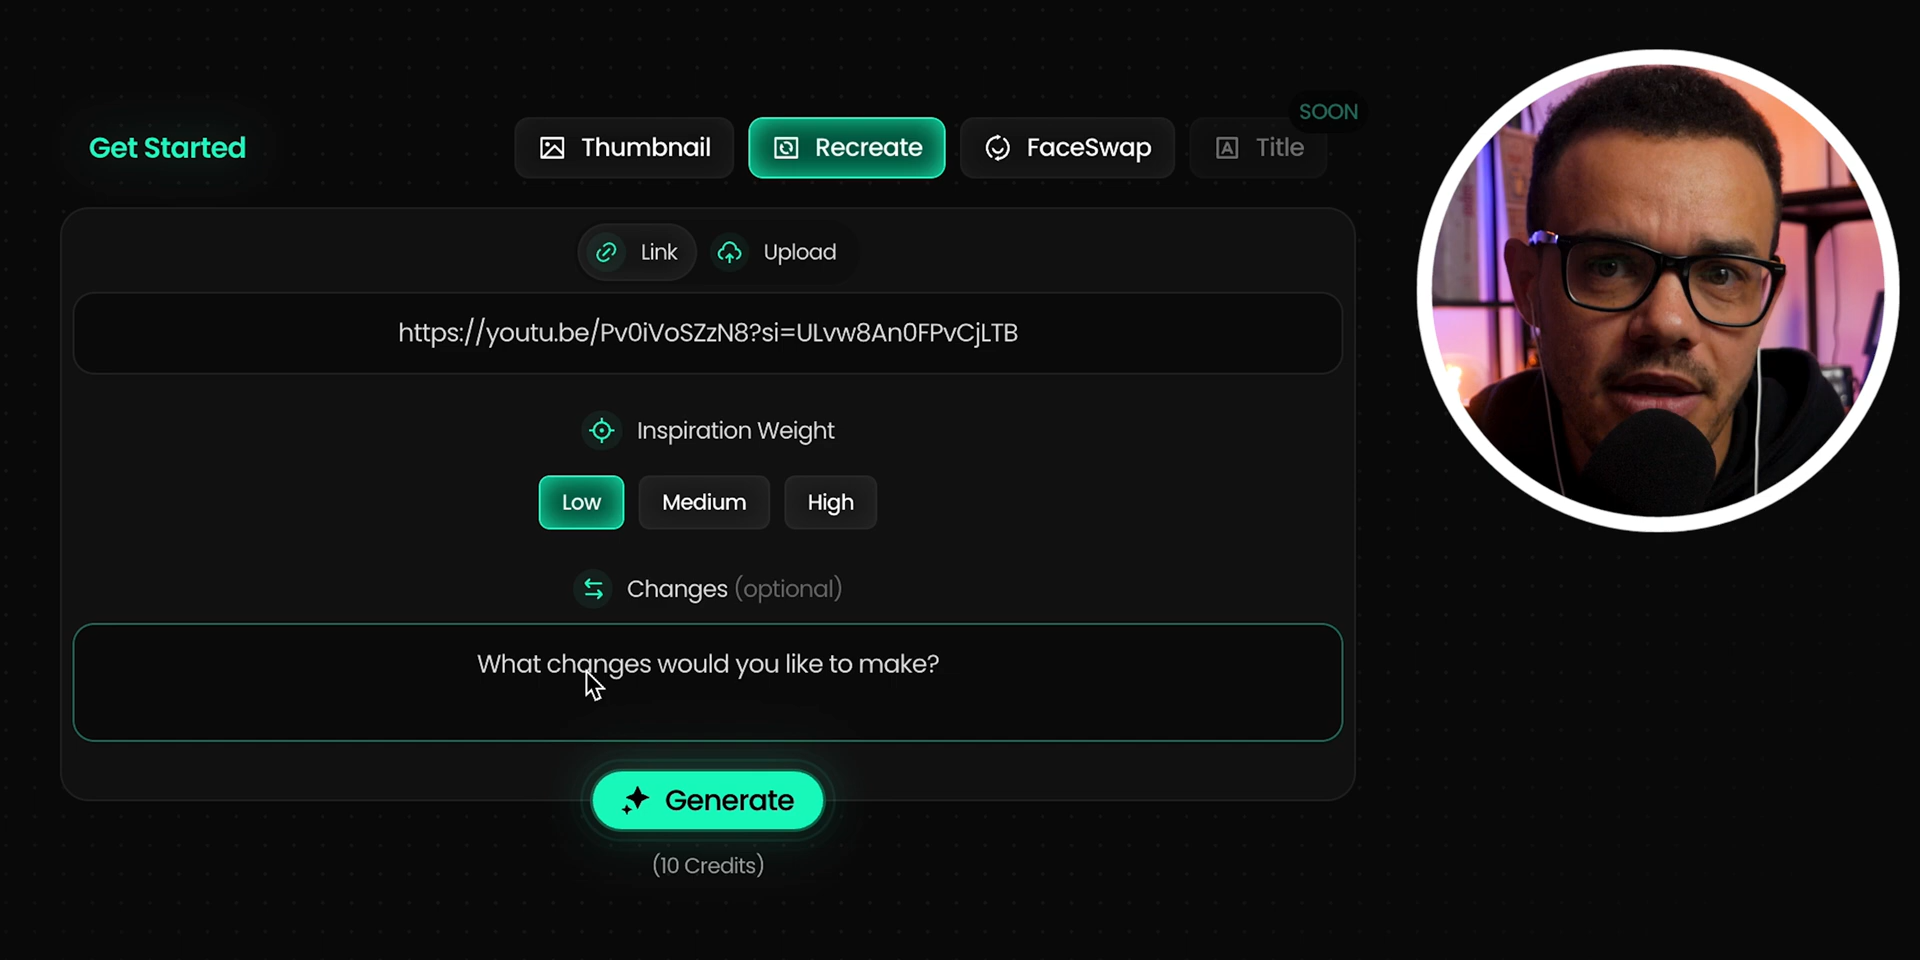 Get Started
Thumbnail
Recreate
FaceSwap
Title
SOON
Link
Upload
https://youtu.be/Pv0iVoSZzN8?si=ULvw8An0FPvCjLTB
Inspiration Weight
Low
Medium
High
Changes (optional)
What changes would you like to make?
Generate
(10 Credits)